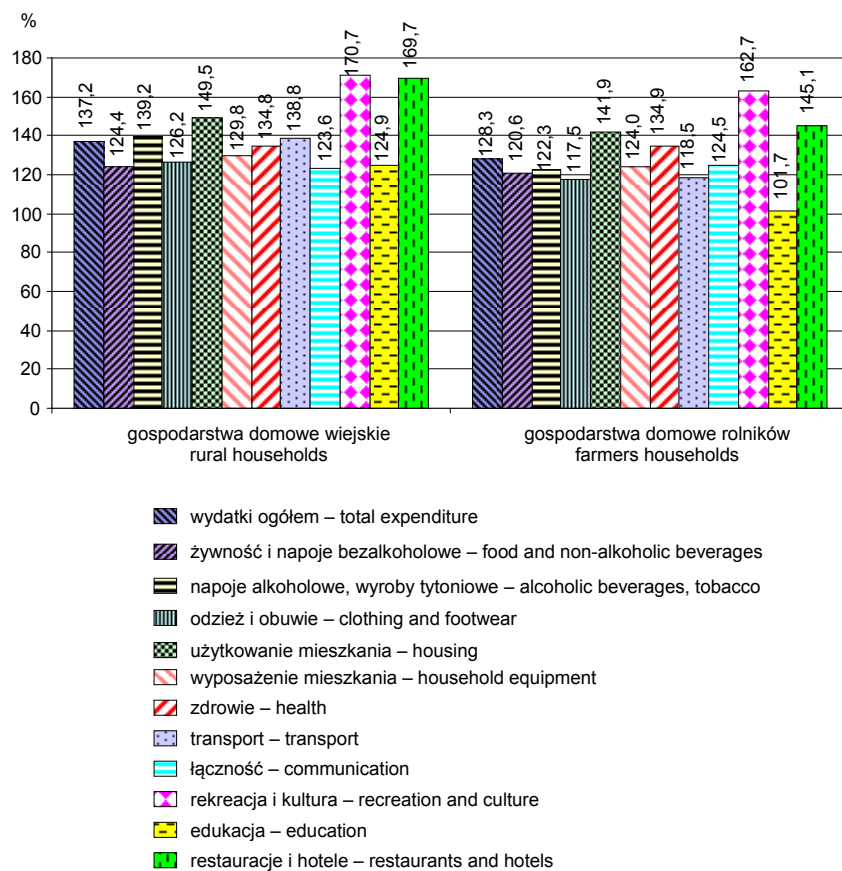 %
180
160
140
120
100
80
60
40
20
0
137,2
124,4
139,2
126,2
149,5
129,8
134,8
138,8
123,6
170,7
124,9
169,7
128,3
120,6
122,3
117,5
141,9
124,0
134,9
118,5
124,5
162,7
101,7
145,1
gospodarstwa domowe wiejskie
rural households
gospodarstwa domowe rolników
farmers households
wydatki ogółem – total expenditure
żywność i napoje bezalkoholowe – food and non-alkoholic beverages
napoje alkoholowe, wyroby tytoniowe – alcoholic beverages, tobacco
odzież i obuwie – clothing and footwear
użytkowanie mieszkania – housing
wyposażenie mieszkania – household equipment
zdrowie – health
transport – transport
łączność – communication
rekreacja i kultura – recreation and culture
edukacja – education
restauracje i hotele – restaurants and hotels